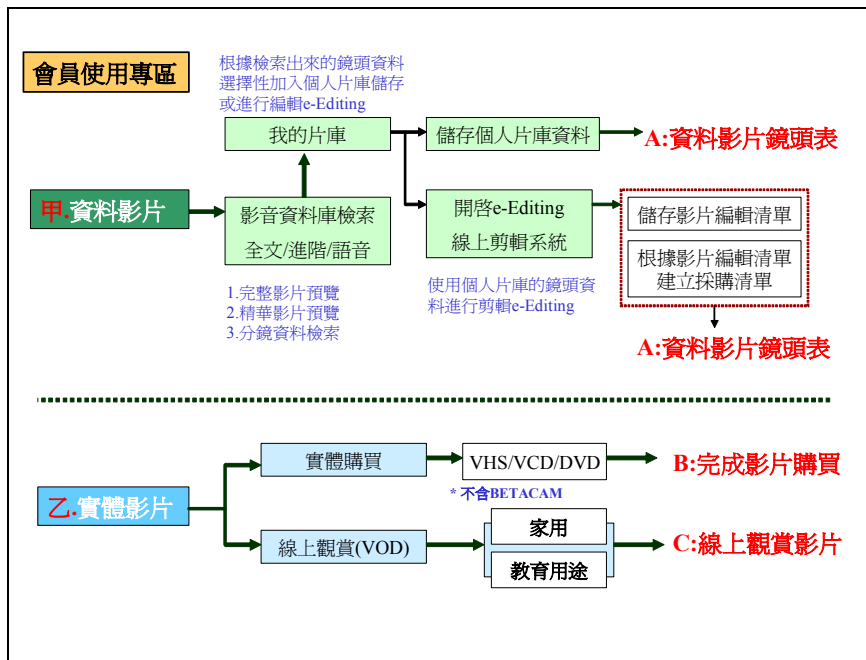 會員使用專區
根據檢索出來的鏡頭資料
選擇性加入個人片庫儲存
或進行編輯e-Editing
我的片庫
儲存個人片庫資料
A:資料影片鏡頭表
甲.資料影片
影音資料庫檢索
全文/進階/語音
開啓e-Editing
線上剪輯系統
儲存影片編輯清單
根據影片編輯清單
建立採購清單
1.完整影片預覽
2.精華影片預覽
3.分鏡資料檢索
使用個人片庫的鏡頭資
料進行剪輯e-Editing
A:資料影片鏡頭表
實體購買
VHS/VCD/DVD
B:完成影片購買
* 不含BETACAM
乙.實體影片
線上觀賞(VOD)
家用
教育用途
C:線上觀賞影片